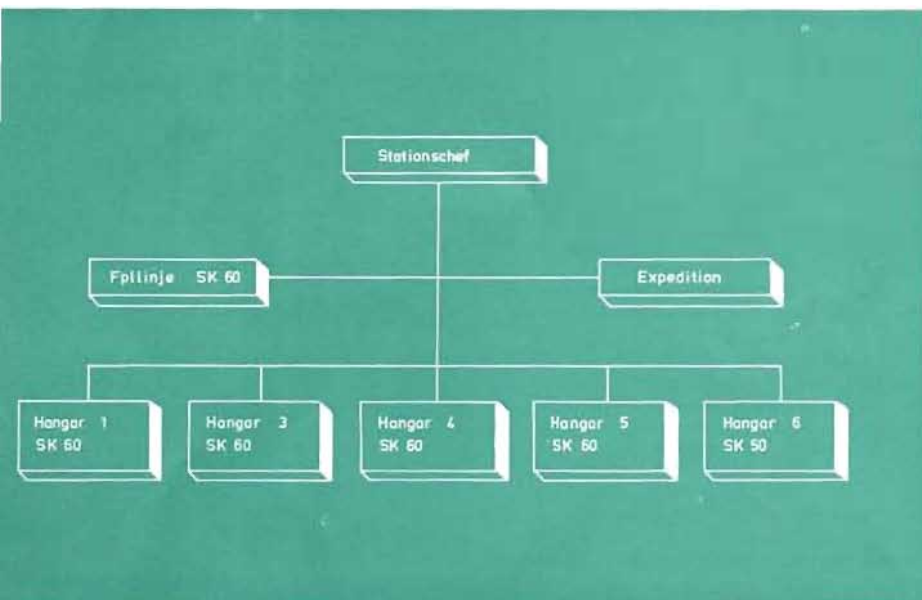 Stationschef
Fpllinje SK 60
Expedition
Hangar 1
SK 60
Hangar 3
SK 60
Hangar 4
SK 60
Hangar 5
SK 60
Hangar 6
SK 50